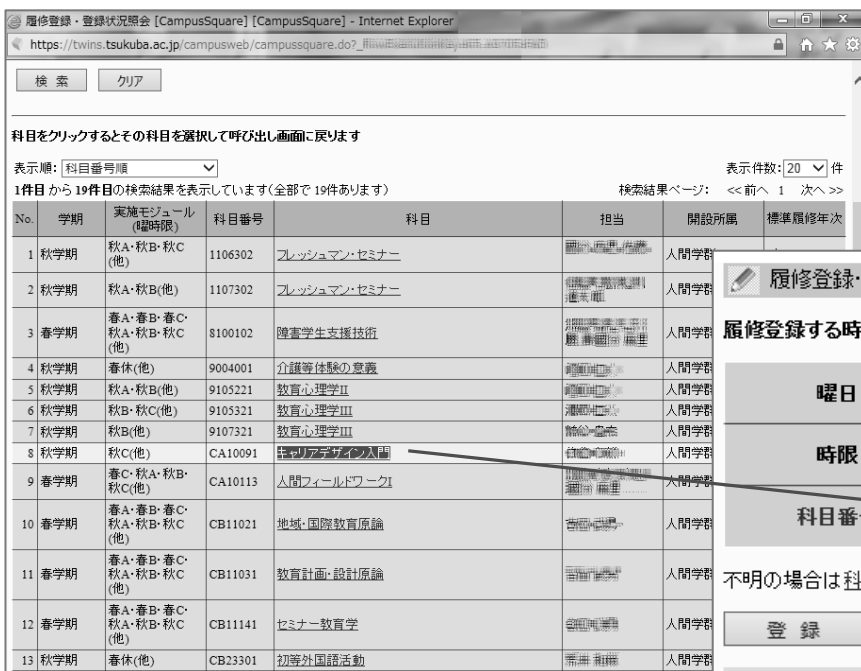 履修登録・登録状況照会 [CampusSquare] [CampusSquare] - Internet Explorer
https://twins.tsukuba.ac.jp/campusweb/campussquare.do?_
検 索 クリア
科目をクリックするとその科目を選択して呼び出し画面に戻ります
表示順: 科目番号順 表示件数: 20 件
1件目 から 19件目の検索結果を表示しています(全部で 19件あります) 検索結果ページ: <<前へ 1 次へ>>
No. 学期 実施モジュール(曜時限) 科目番号 科目 担当 開設所属 標準履修年次
1 秋学期 秋A・秋B・秋C(他) 1106302 フレッシュマン・セミナー 人間学群
2 秋学期 秋A・秋B(他) 1107302 フレッシュマン・セミナー 人間学群
3 春学期 春A・春B・春C・秋A・秋B・秋C(他) 8100102 障害学生支援技術 人間学群
4 秋学期 春休(他) 9004001 介護等体験の意義 人間学群
5 秋学期 秋A・秋B(他) 9105221 教育心理学II 人間学群
6 秋学期 秋B・秋C(他) 9105321 教育心理学III 人間学群
7 秋学期 秋B(他) 9107321 教育心理学III 人間学群
8 秋学期 秋C(他) CA10091 キャリアデザイン入門 人間学群
9 春学期 春C・秋A・秋B・秋C(他) CA10113 人間フィールドワークI 人間学群
10 春学期 春A・春B・春C・秋A・秋B・秋C(他) CB11021 地域・国際教育原論 人間学群
11 春学期 春A・春B・春C・秋A・秋B・秋C(他) CB11031 教育計画・設計原論 人間学群
12 春学期 春A・春B・春C・秋A・秋B・秋C(他) CB11141 セミナー教育学 人間学群
13 秋学期 春休(他) CB23301 初等外国語活動 人間学群
履修登録・
履修登録する時
曜日
時限
科目番
不明の場合は科
登 録